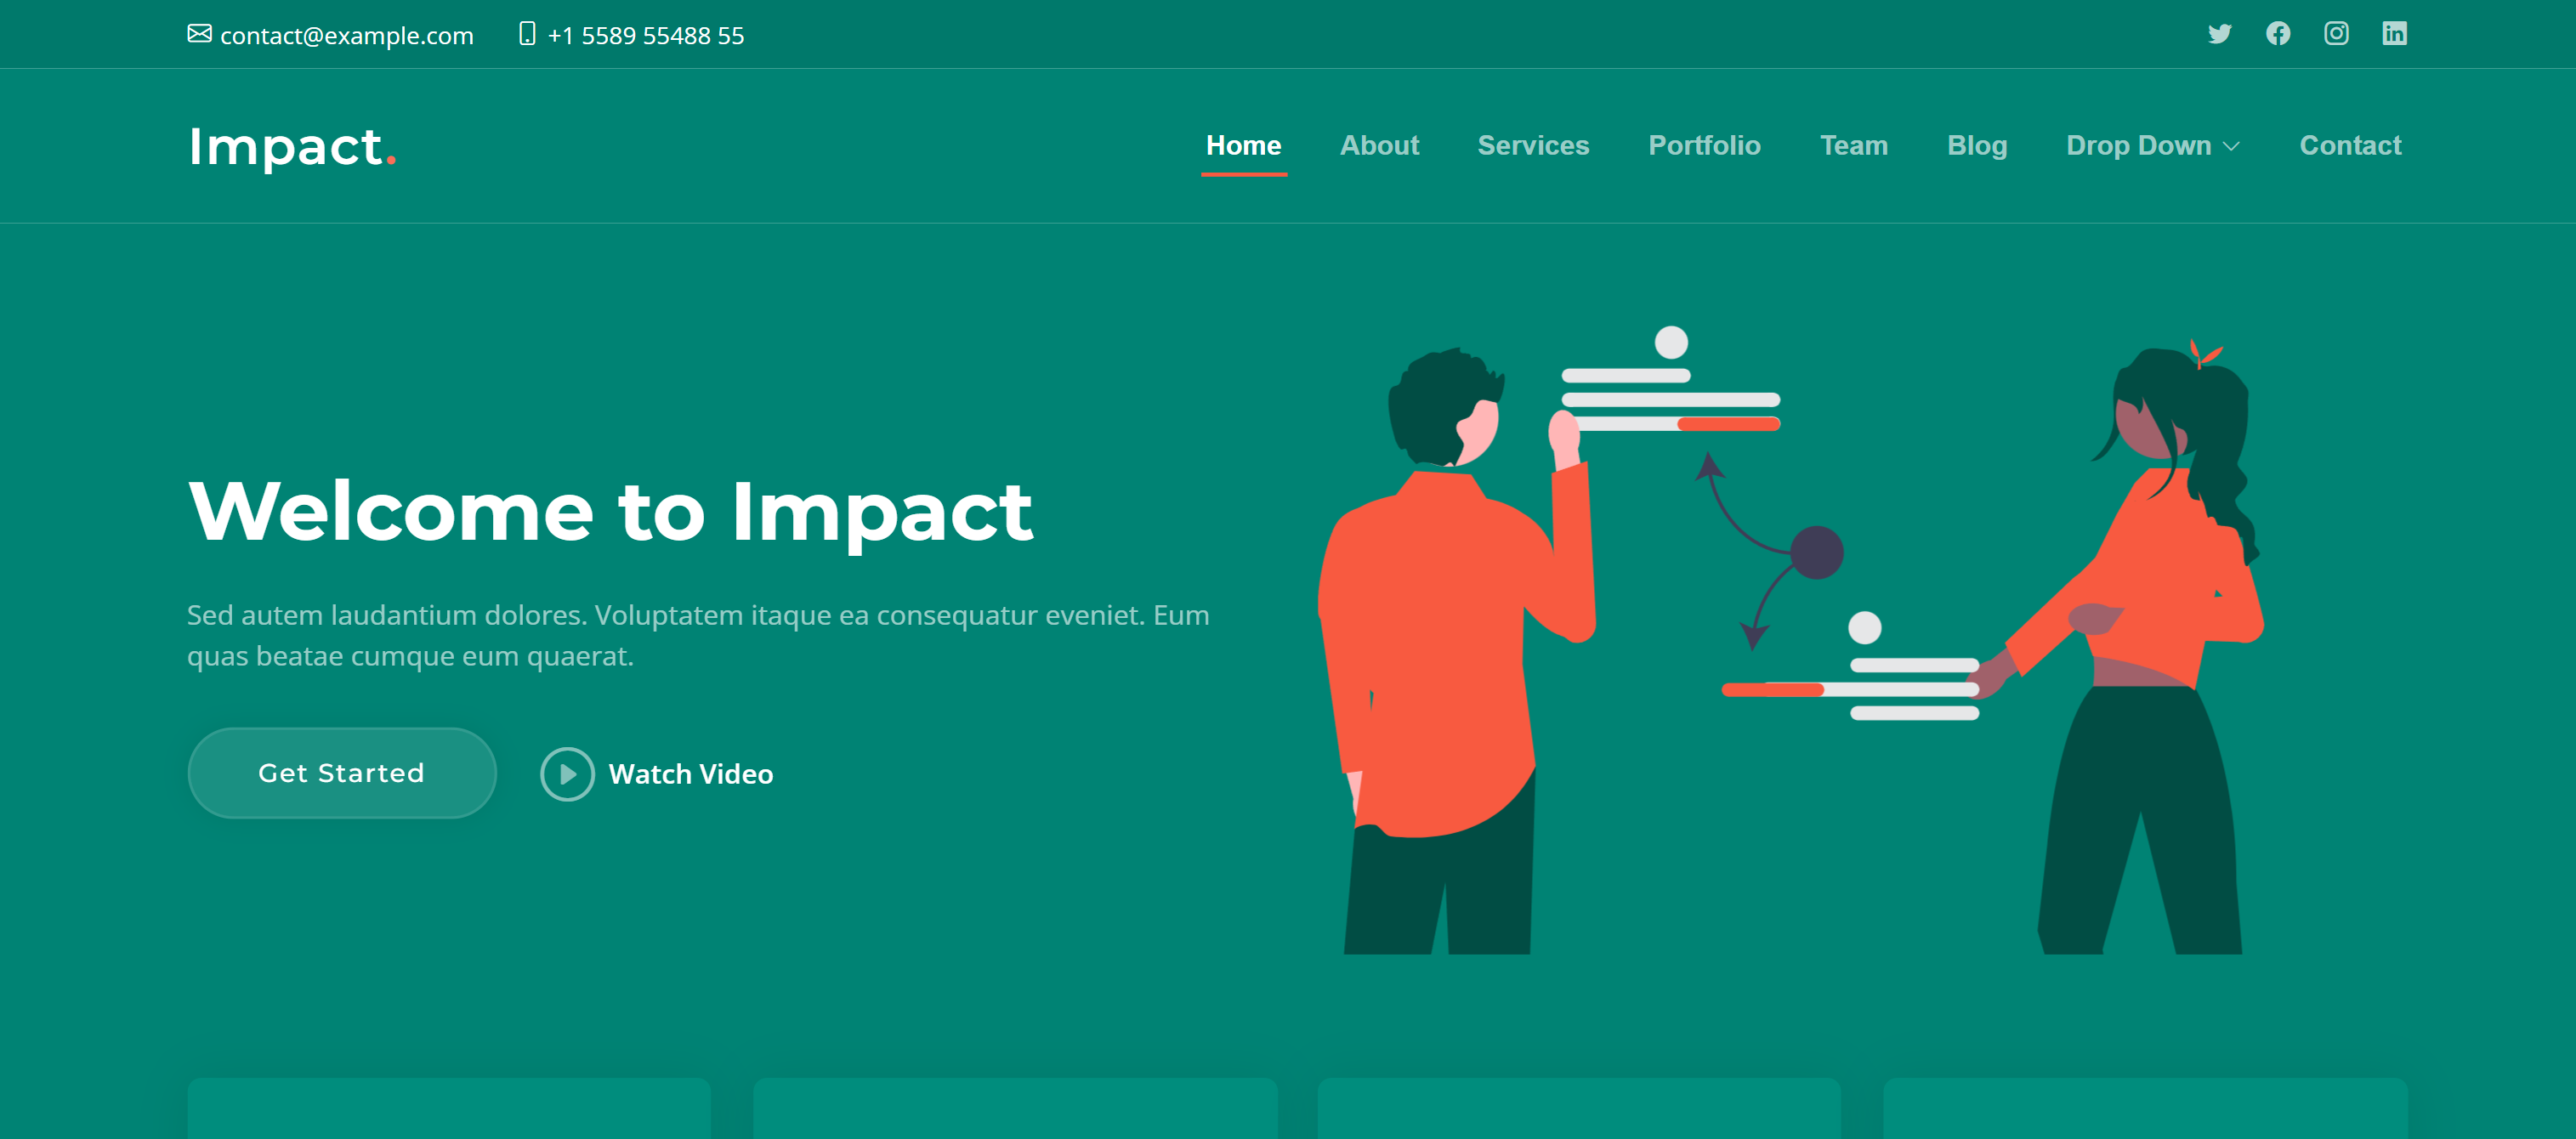 contact@example.com +1 5589 55488 55
Impact.
Home About Services Portfolio Team Blog Drop Down Contact
Welcome to Impact
Sed autem laudantium dolores. Voluptatem itaque ea consequatur eveniet. Eum
quas beatae cumque eum quaerat.
Get Started Watch Video